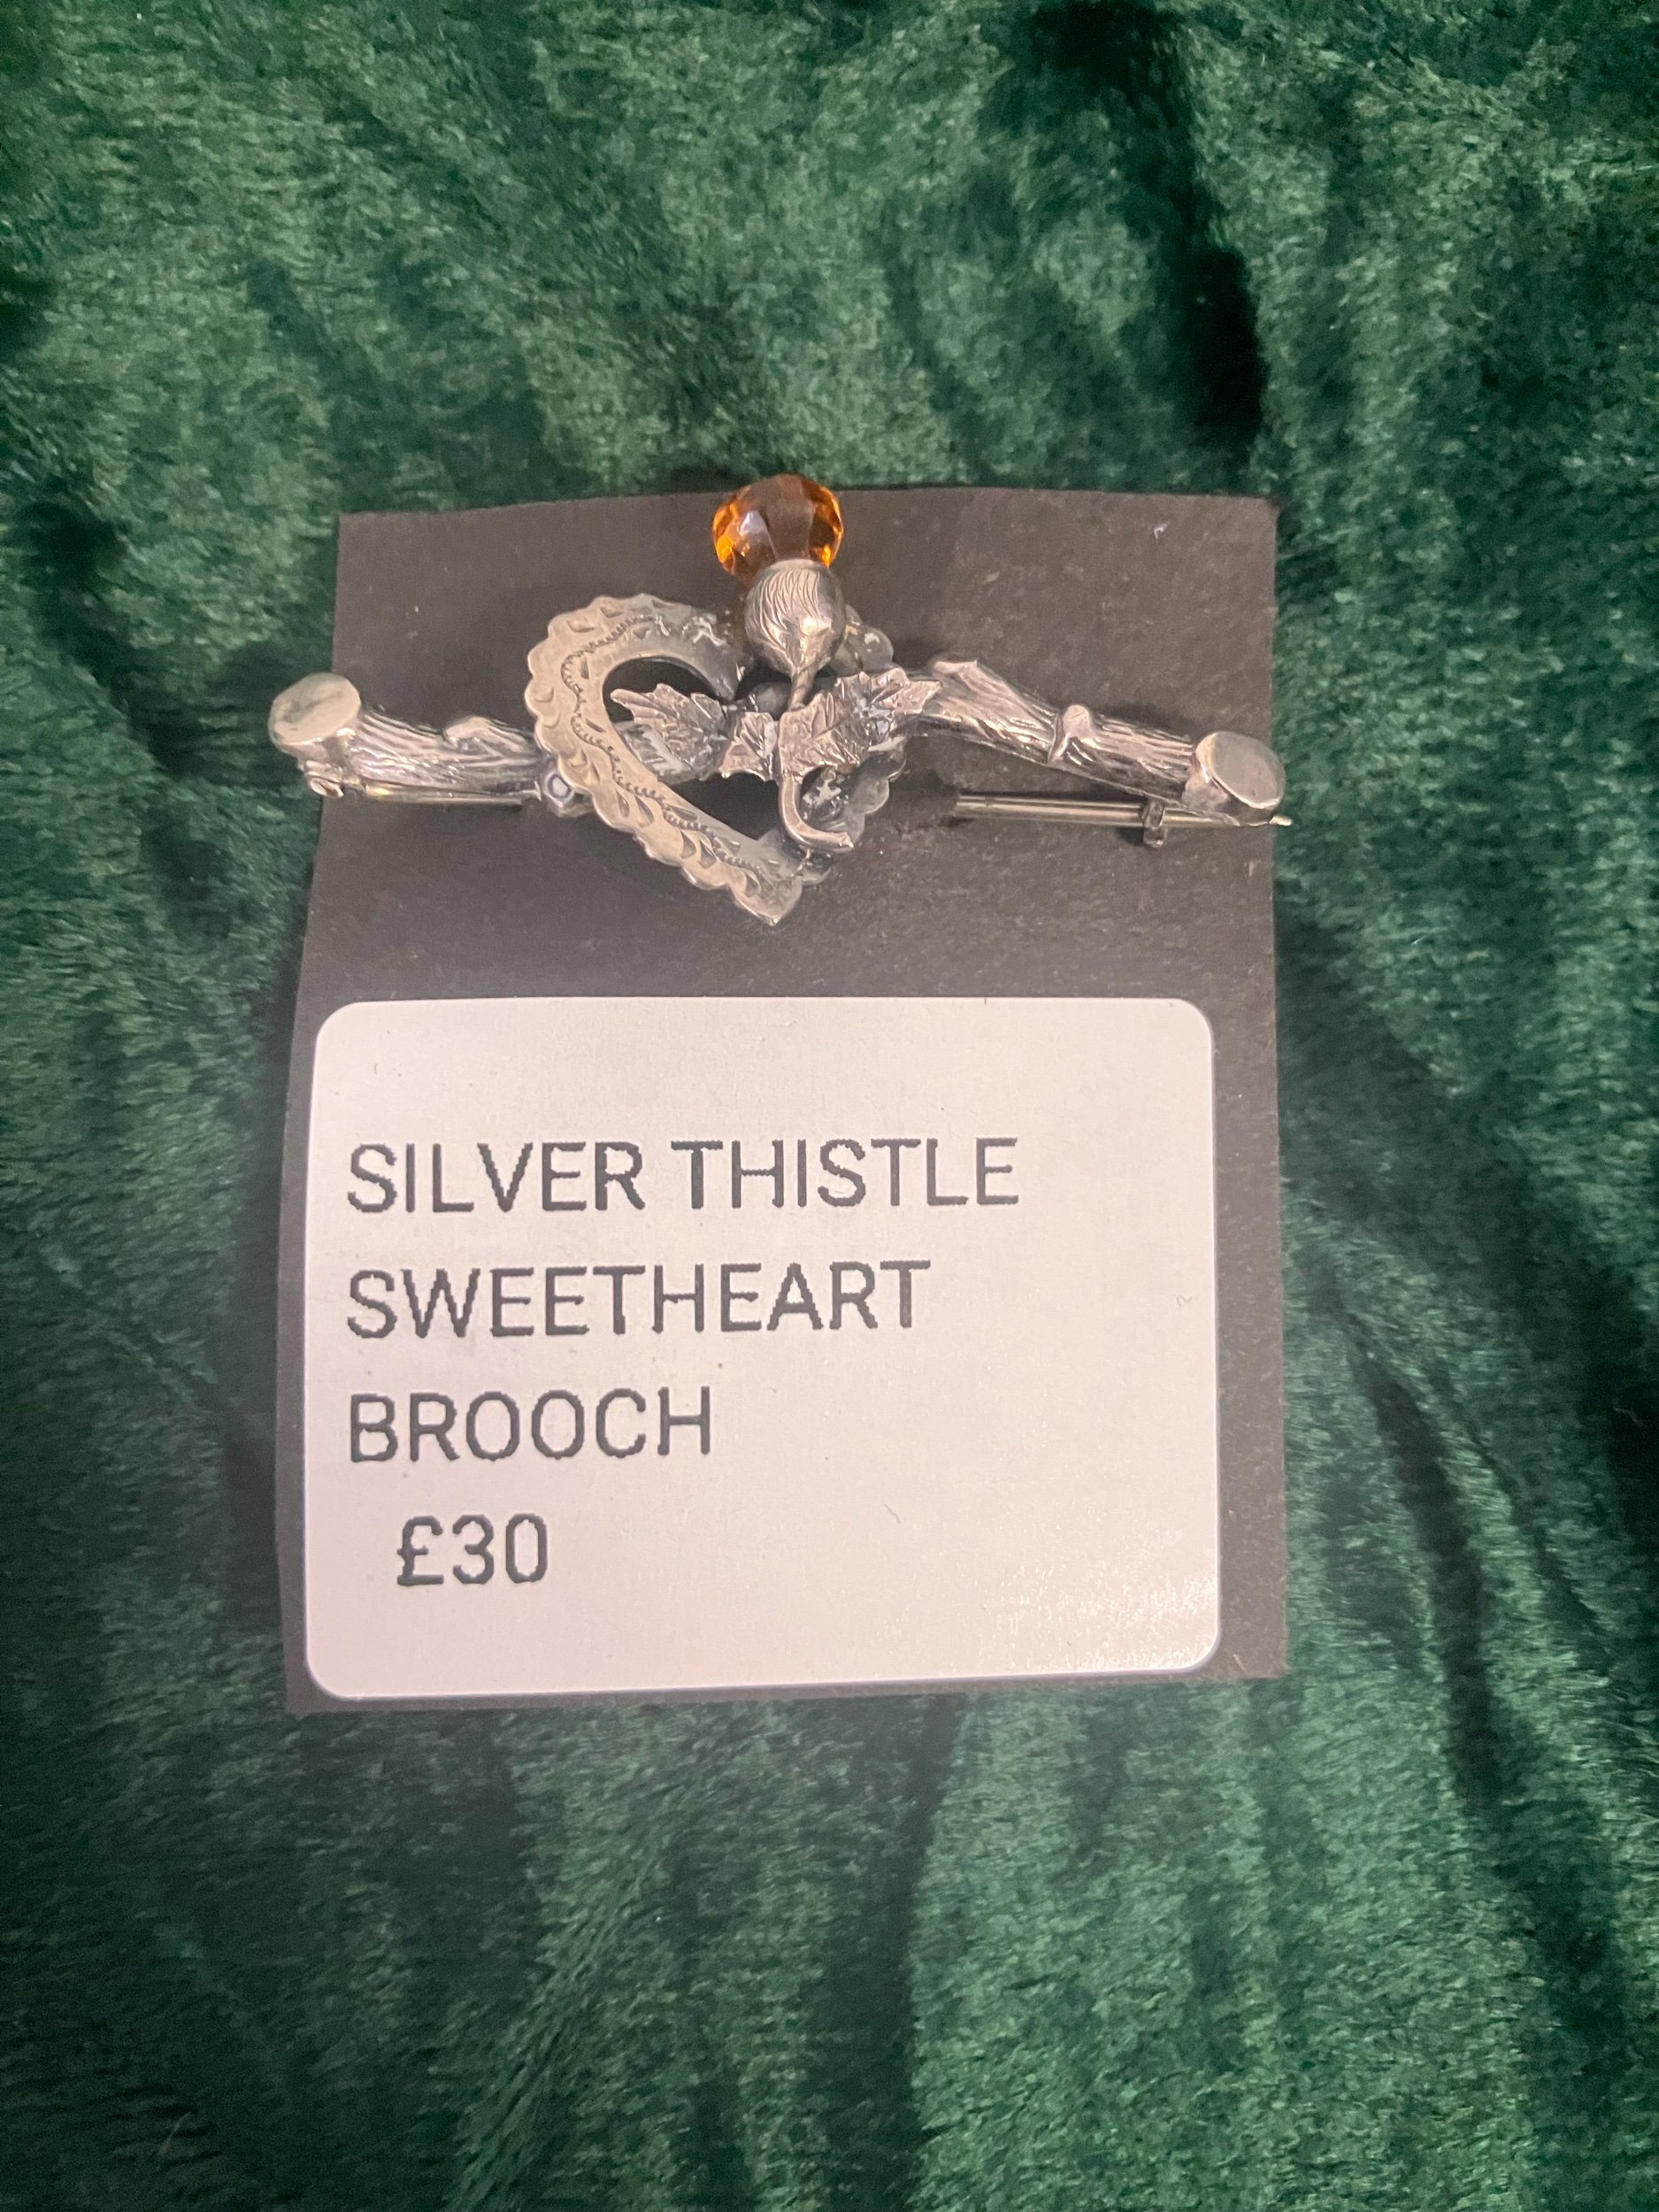 SILVER THISTLE
SWEETHEART
BROOCH
£30